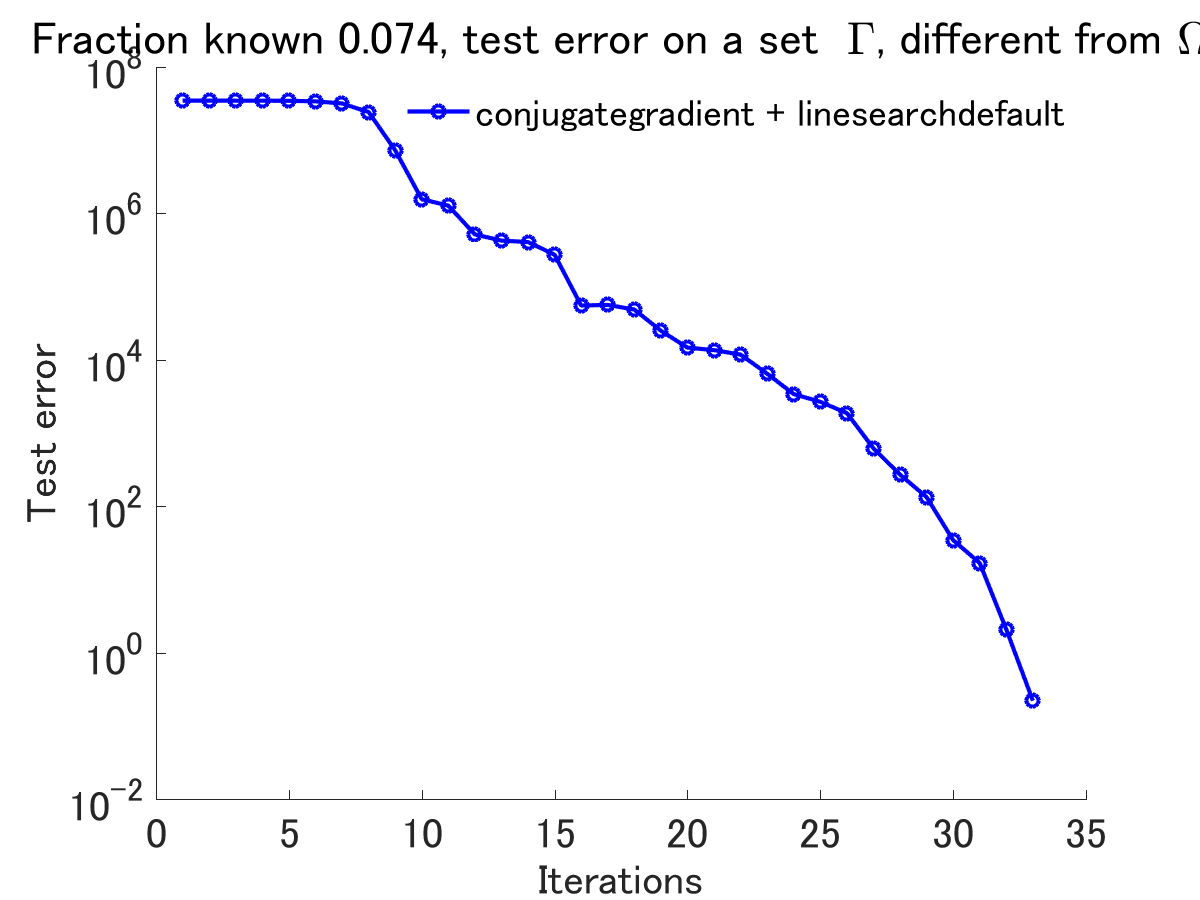 Fraction known 0.074, test error on a set Γ, different from Ω
10^8
conjugategradient + linesearchdefault
10^6
10^4
10^2
10^0
10^-2
Test error
0 5 10 15 20 25 30 35
Iterations